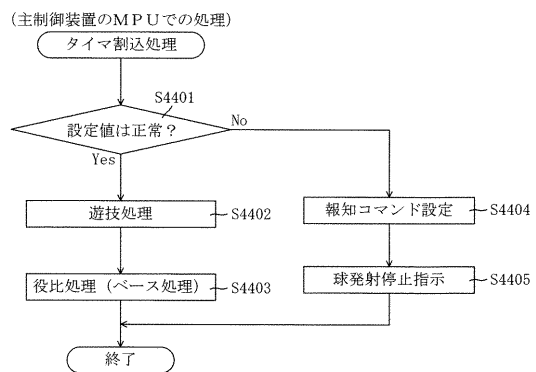 (主制御装置のMPUでの処理)
タイマ割込処理
S4401
設定値は正常?
No
Yes
遊技処理
S4402
報知コマンド設定
S4404
役比処理(ベース処理)
S4403
球発射停止指示
S4405
終了